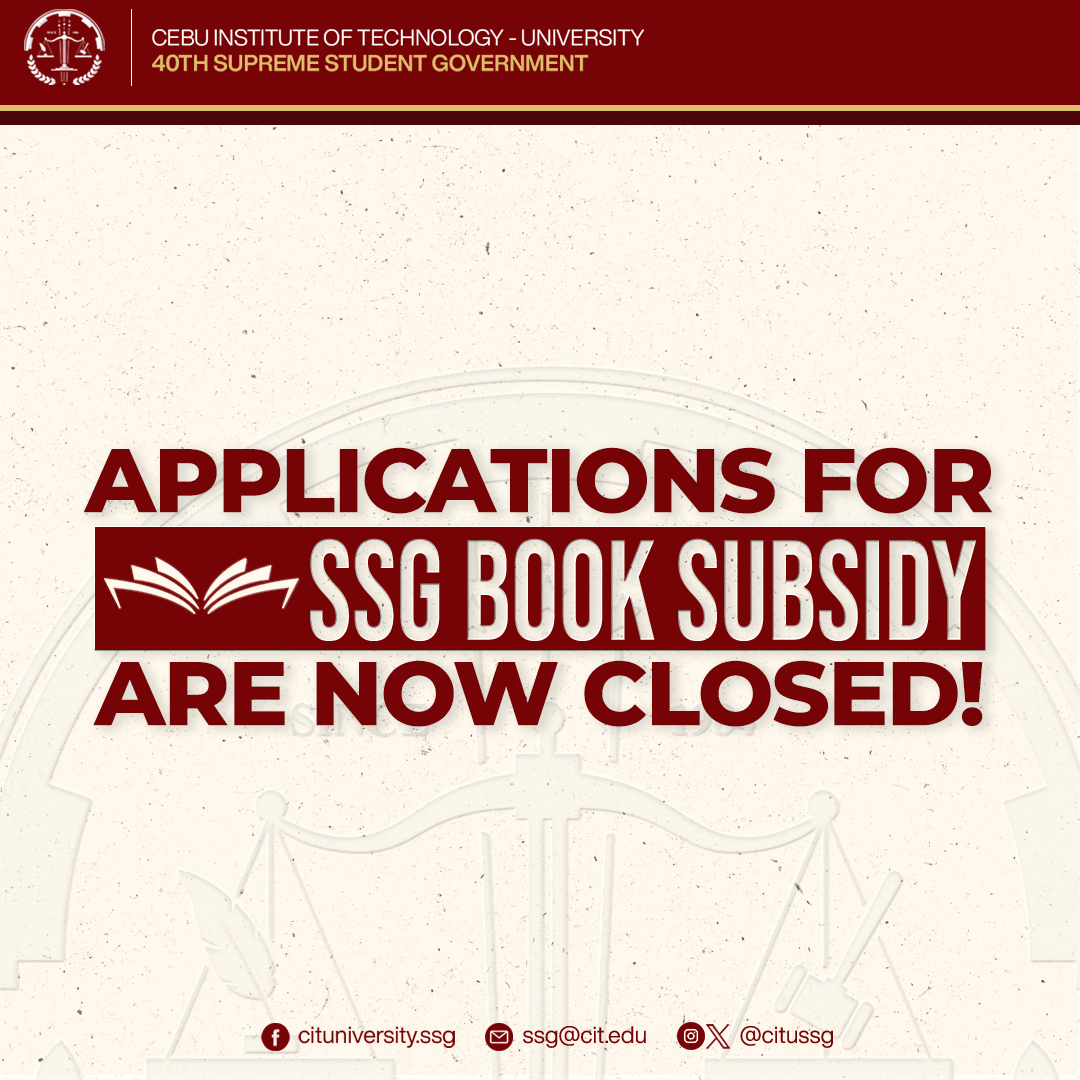 CEBU INSTITUTE OF TECHNOLOGY - UNIVERSITY
40TH SUPREME STUDENT GOVERNMENT
APPLICATIONS FOR
SSG BOOK SUBSIDY
ARE NOW CLOSED!
cituniversity.ssg
ssg@cit.edu
@citussg